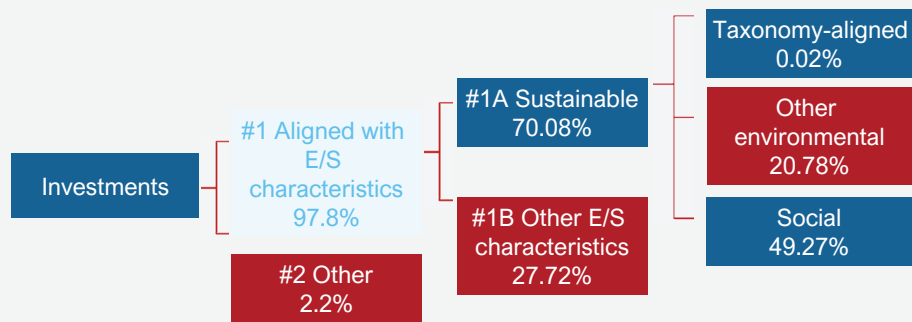 Investments
#1 Aligned with
E/S
characteristics
97.8%
#2 Other
2.2%
#1A Sustainable
70.08%
#1B Other E/S
characteristics
27.72%
Taxonomy-aligned
0.02%
Other
environmental
20.78%
Social
49.27%